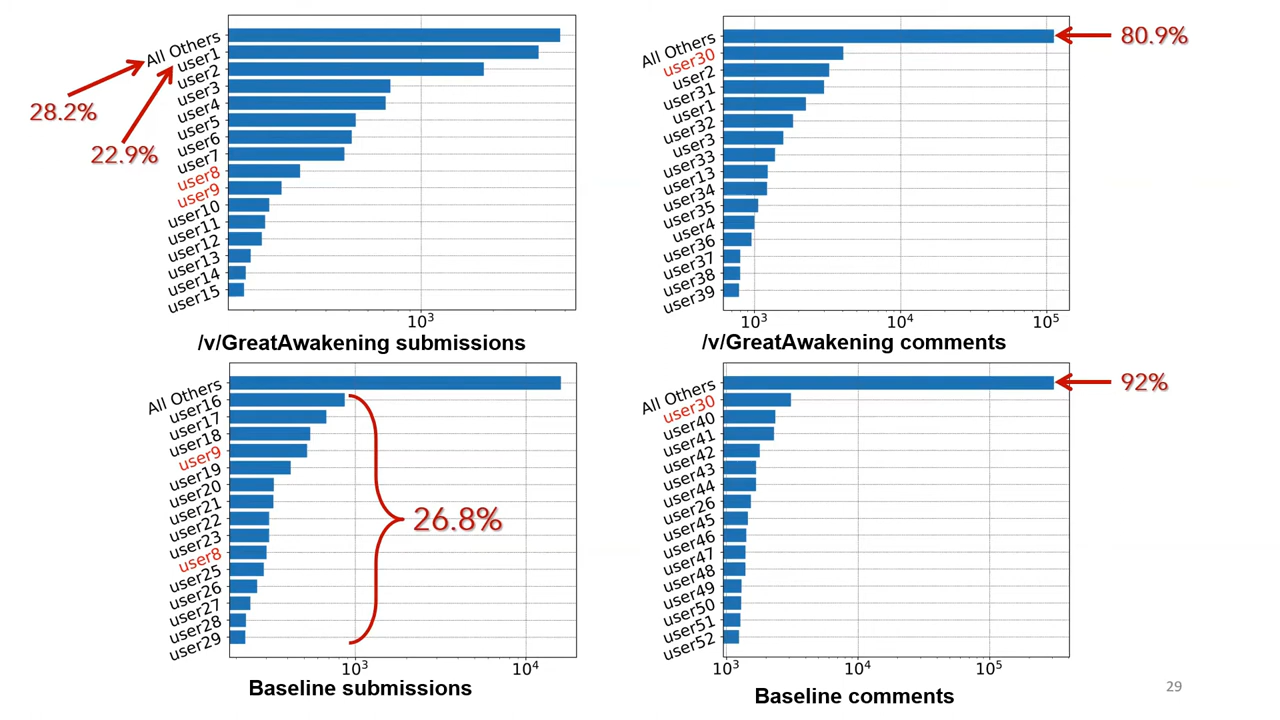 All Others
user1
user2
user3
user4
user5
user6
user7
user8
user9
user10
user11
user12
user13
user14
user15
28.2%
22.9%
10³
/v/GreatAwakening submissions
All Others
user30
user2
user31
user1
user32
user3
user33
user13
user34
user35
user4
user36
user37
user38
user39
80.9%
10³ 10⁴ 10⁵
/v/GreatAwakening comments
All Others
user16
user17
user18
user9
user19
user20
user21
user22
user23
user8
user25
user26
user27
user28
user29
26.8%
10³ 10⁴
Baseline submissions
All Others
user30
user40
user41
user42
user43
user44
user26
user45
user46
user47
user48
user49
user50
user51
user52
92%
10³ 10⁴ 10⁵
Baseline comments
29